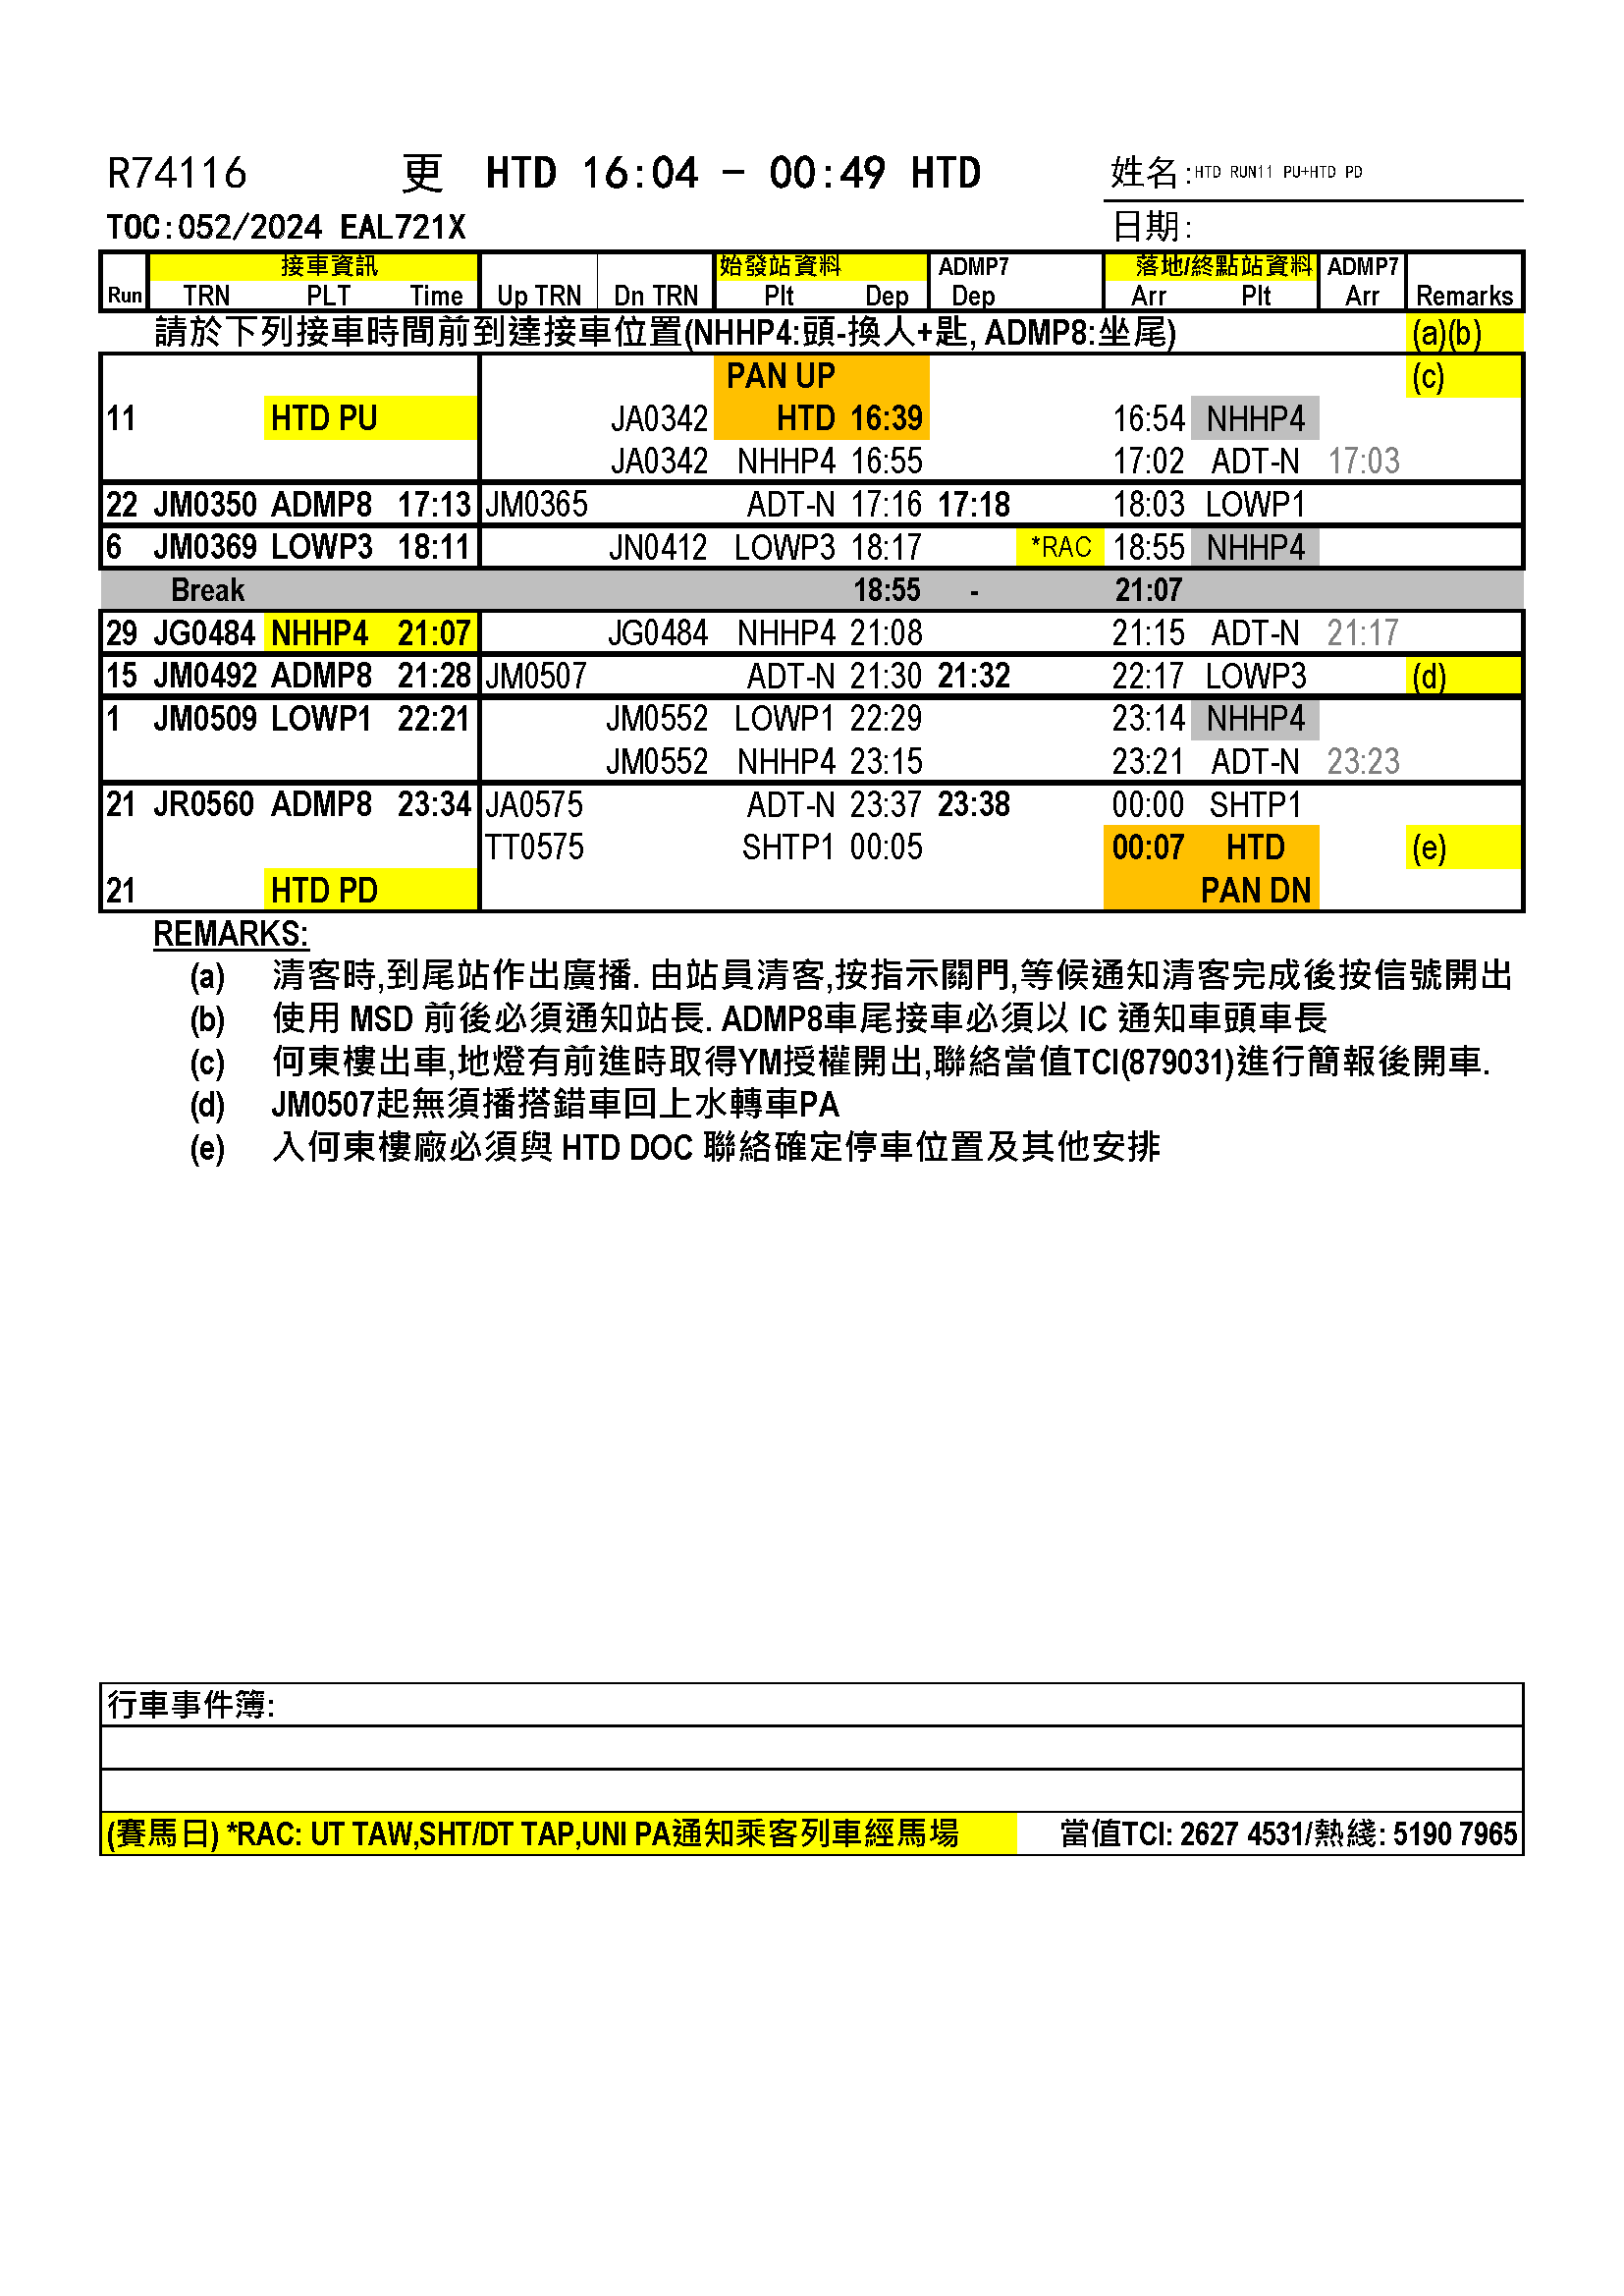 R74116 更 HTD 16:04 - 00:49 HTD 姓名:HTD RUN11 PU+HTD PD
TOC:052/2024 EAL721X 日期:
接車資訊 始發站資料 ADMP7 落地/終點站資料 ADMP7
Run TRN PLT Time Up TRN Dn TRN Plt Dep Dep Arr Plt Arr Remarks
請於下列接車時間前到達接車位置(NHHP4:頭-換人+匙, ADMP8:坐尾) (a)(b)
PAN UP (c)
11 HTD PU JA0342 HTD 16:39 16:54 NHHP4
JA0342 NHHP4 16:55 17:02 ADT-N 17:03
22 JM0350 ADMP8 17:13 JM0365 ADT-N 17:16 17:18 18:03 LOWP1
6 JM0369 LOWP3 18:11 JN0412 LOWP3 18:17 *RAC 18:55 NHHP4
Break 18:55 - 21:07
29 JG0484 NHHP4 21:07 JG0484 NHHP4 21:08 21:15 ADT-N 21:17
15 JM0492 ADMP8 21:28 JM0507 ADT-N 21:30 21:32 22:17 LOWP3 (d)
1 JM0509 LOWP1 22:21 JM0552 LOWP1 22:29 23:14 NHHP4
JM0552 NHHP4 23:15 23:21 ADT-N 23:23
21 JR0560 ADMP8 23:34 JA0575 ADT-N 23:37 23:38 00:00 SHTP1
TT0575 SHTP1 00:05 00:07 HTD (e)
21 HTD PD PAN DN
REMARKS:
(a) 清客時,到尾站作出廣播. 由站員清客,按指示關門,等候通知清客完成後按信號開出
(b) 使用 MSD 前後必須通知站長. ADMP8車尾接車必須以 IC 通知車頭車長
(c) 何東樓出車,地燈有前進時取得YM授權開出,聯絡當值TCI(879031)進行簡報後開車.
(d) JM0507起無須播搭錯車回上水轉車PA
(e) 入何東樓廠必須與 HTD DOC 聯絡確定停車位置及其他安排
行車事件簿:
(賽馬日) *RAC: UT TAW,SHT/DT TAP,UNI PA通知乘客列車經馬場 當值TCI: 2627 4531/熱綫: 5190 7965